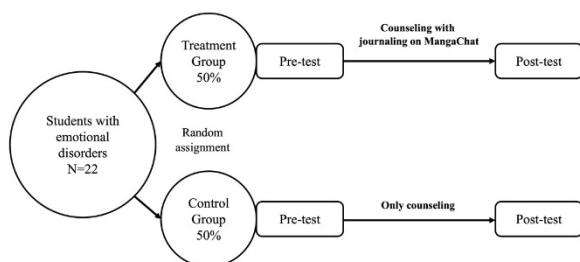 Students with
emotional
disorders
N=22
Treatment
Group
50%
Pre-test
Counseling with
journaling on MangaChat
Post-test
Random
assignment
Control
Group
50%
Pre-test
Only counseling
Post-test